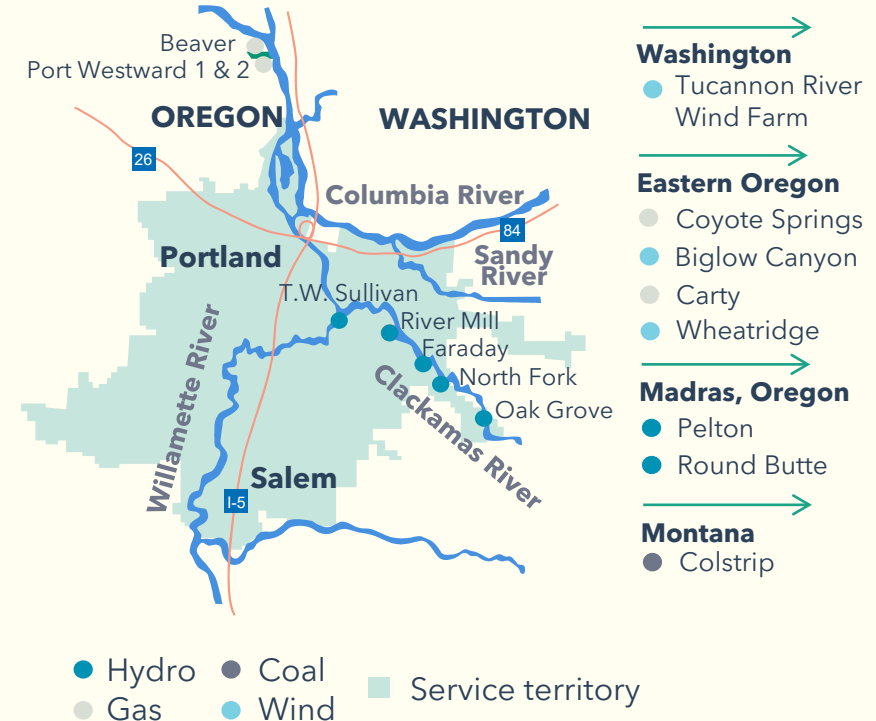 Beaver
Port Westward 1 & 2
OREGON
WASHINGTON
26
Columbia River
84
Portland
Sandy
River
T.W. Sullivan
River Mill
Faraday
North Fork
Oak Grove
Willamette River
Clackamas River
Salem
I-5
Washington
Tucannon River
Wind Farm
Eastern Oregon
Coyote Springs
Biglow Canyon
Carty
Wheatridge
Madras, Oregon
Pelton
Round Butte
Montana
Colstrip
Hydro
Coal
Gas
Wind
Service territory